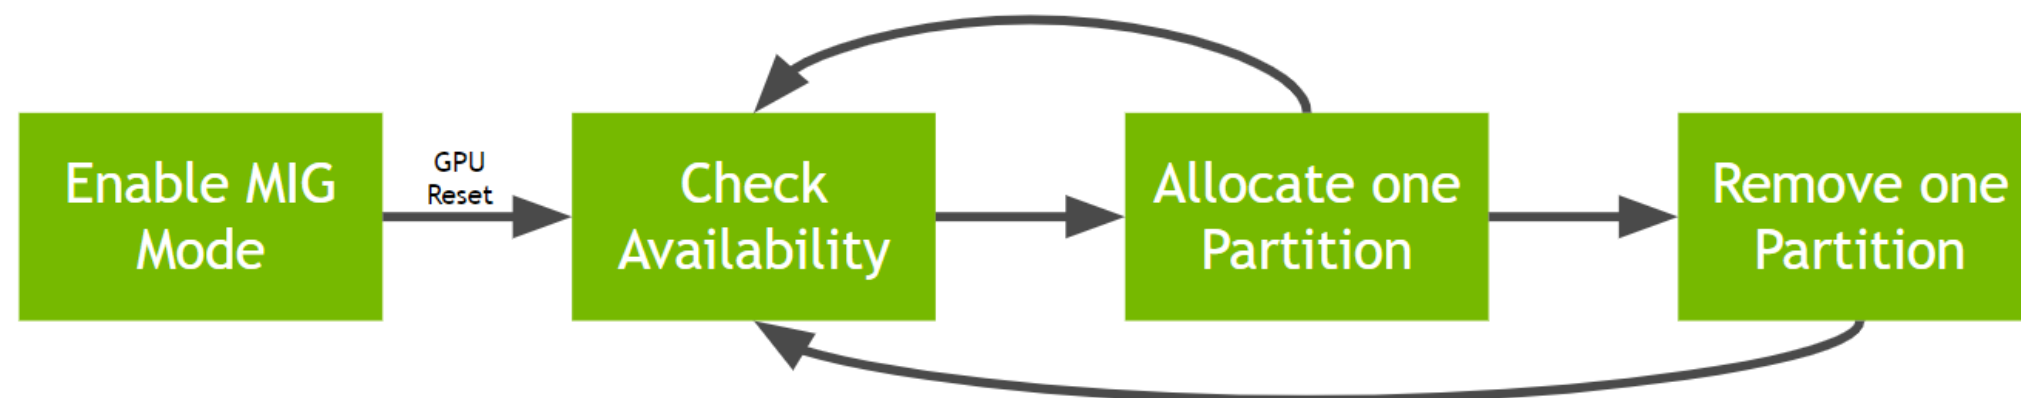 Enable MIG
Mode
GPU
Reset
Check
Availability
Allocate one
Partition
Remove one
Partition